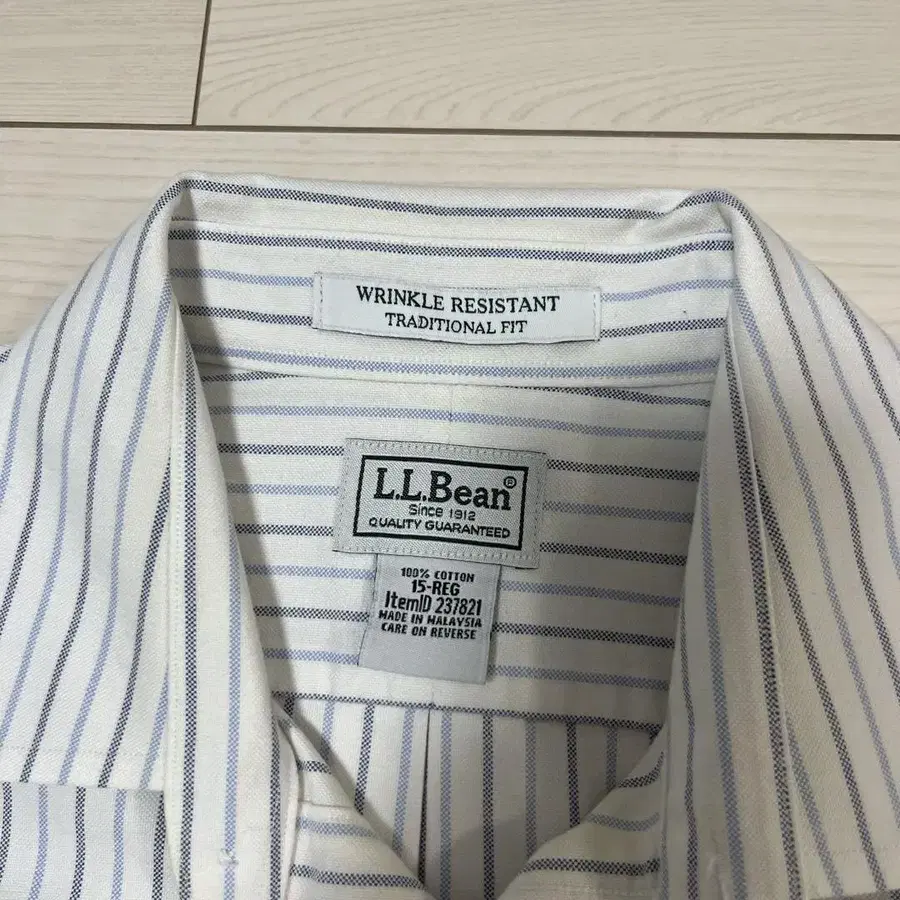 WRINKLE RESISTANT
TRADITIONAL FIT
L.L.Bean®
Since 1912
QUALITY GUARANTEED
100% COTTON
15-REG
ItemID 237821
MADE IN MALAYSIA
CARE ON REVERSE